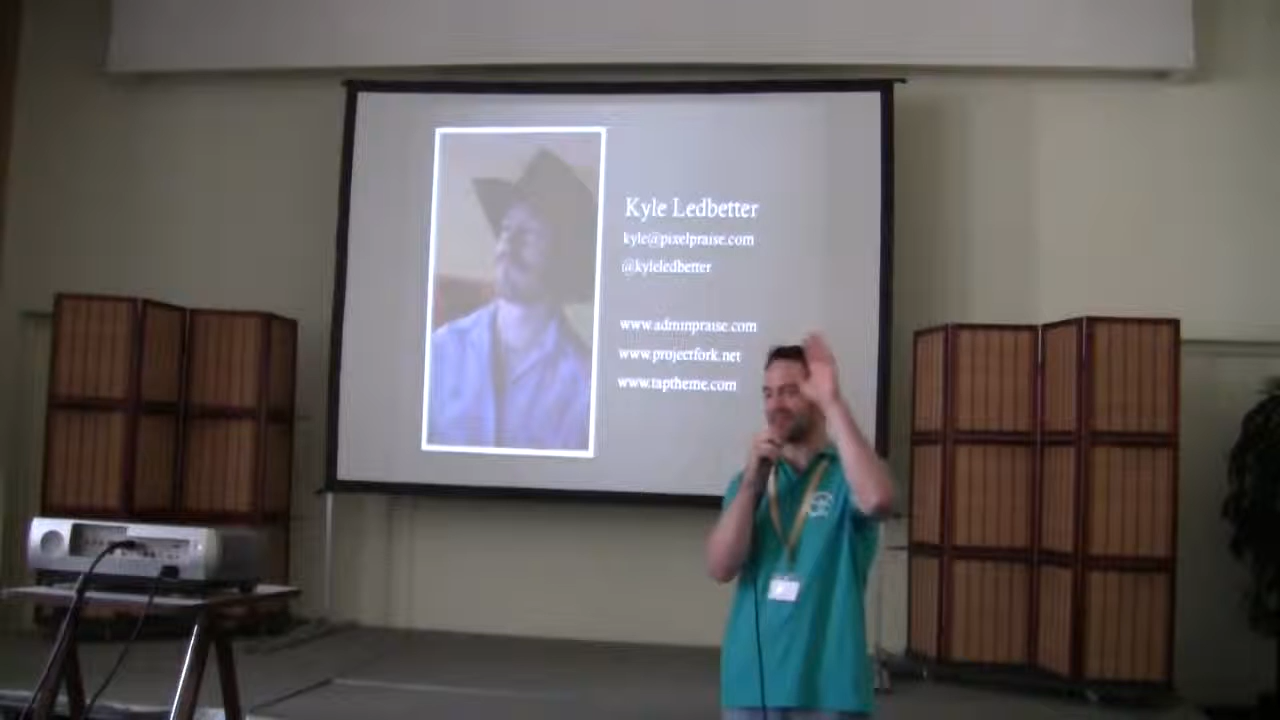 Kyle Ledbetter
kyle@pixelpraise.com
@kyleledbetter
www.adminpraise.com
www.projectfork.net
www.taptheme.com